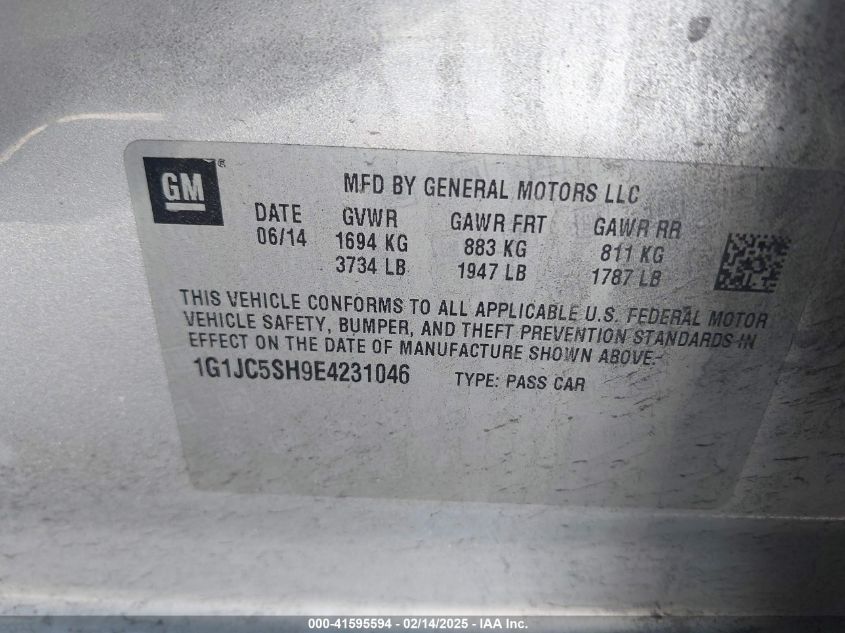 GM®
MFD BY GENERAL MOTORS LLC
DATE GVWR GAWR FRT GAWR RR
06/14 1694 KG 883 KG 811 KG
3734 LB 1947 LB 1787 LB
THIS VEHICLE CONFORMS TO ALL APPLICABLE U.S. FEDERAL MOTOR
VEHICLE SAFETY, BUMPER, AND THEFT PREVENTION STANDARDS IN
EFFECT ON THE DATE OF MANUFACTURE SHOWN ABOVE.
1G1JC5SH9E4231046 TYPE: PASS CAR
000-41595594 - 02/14/2025 - IAA Inc.